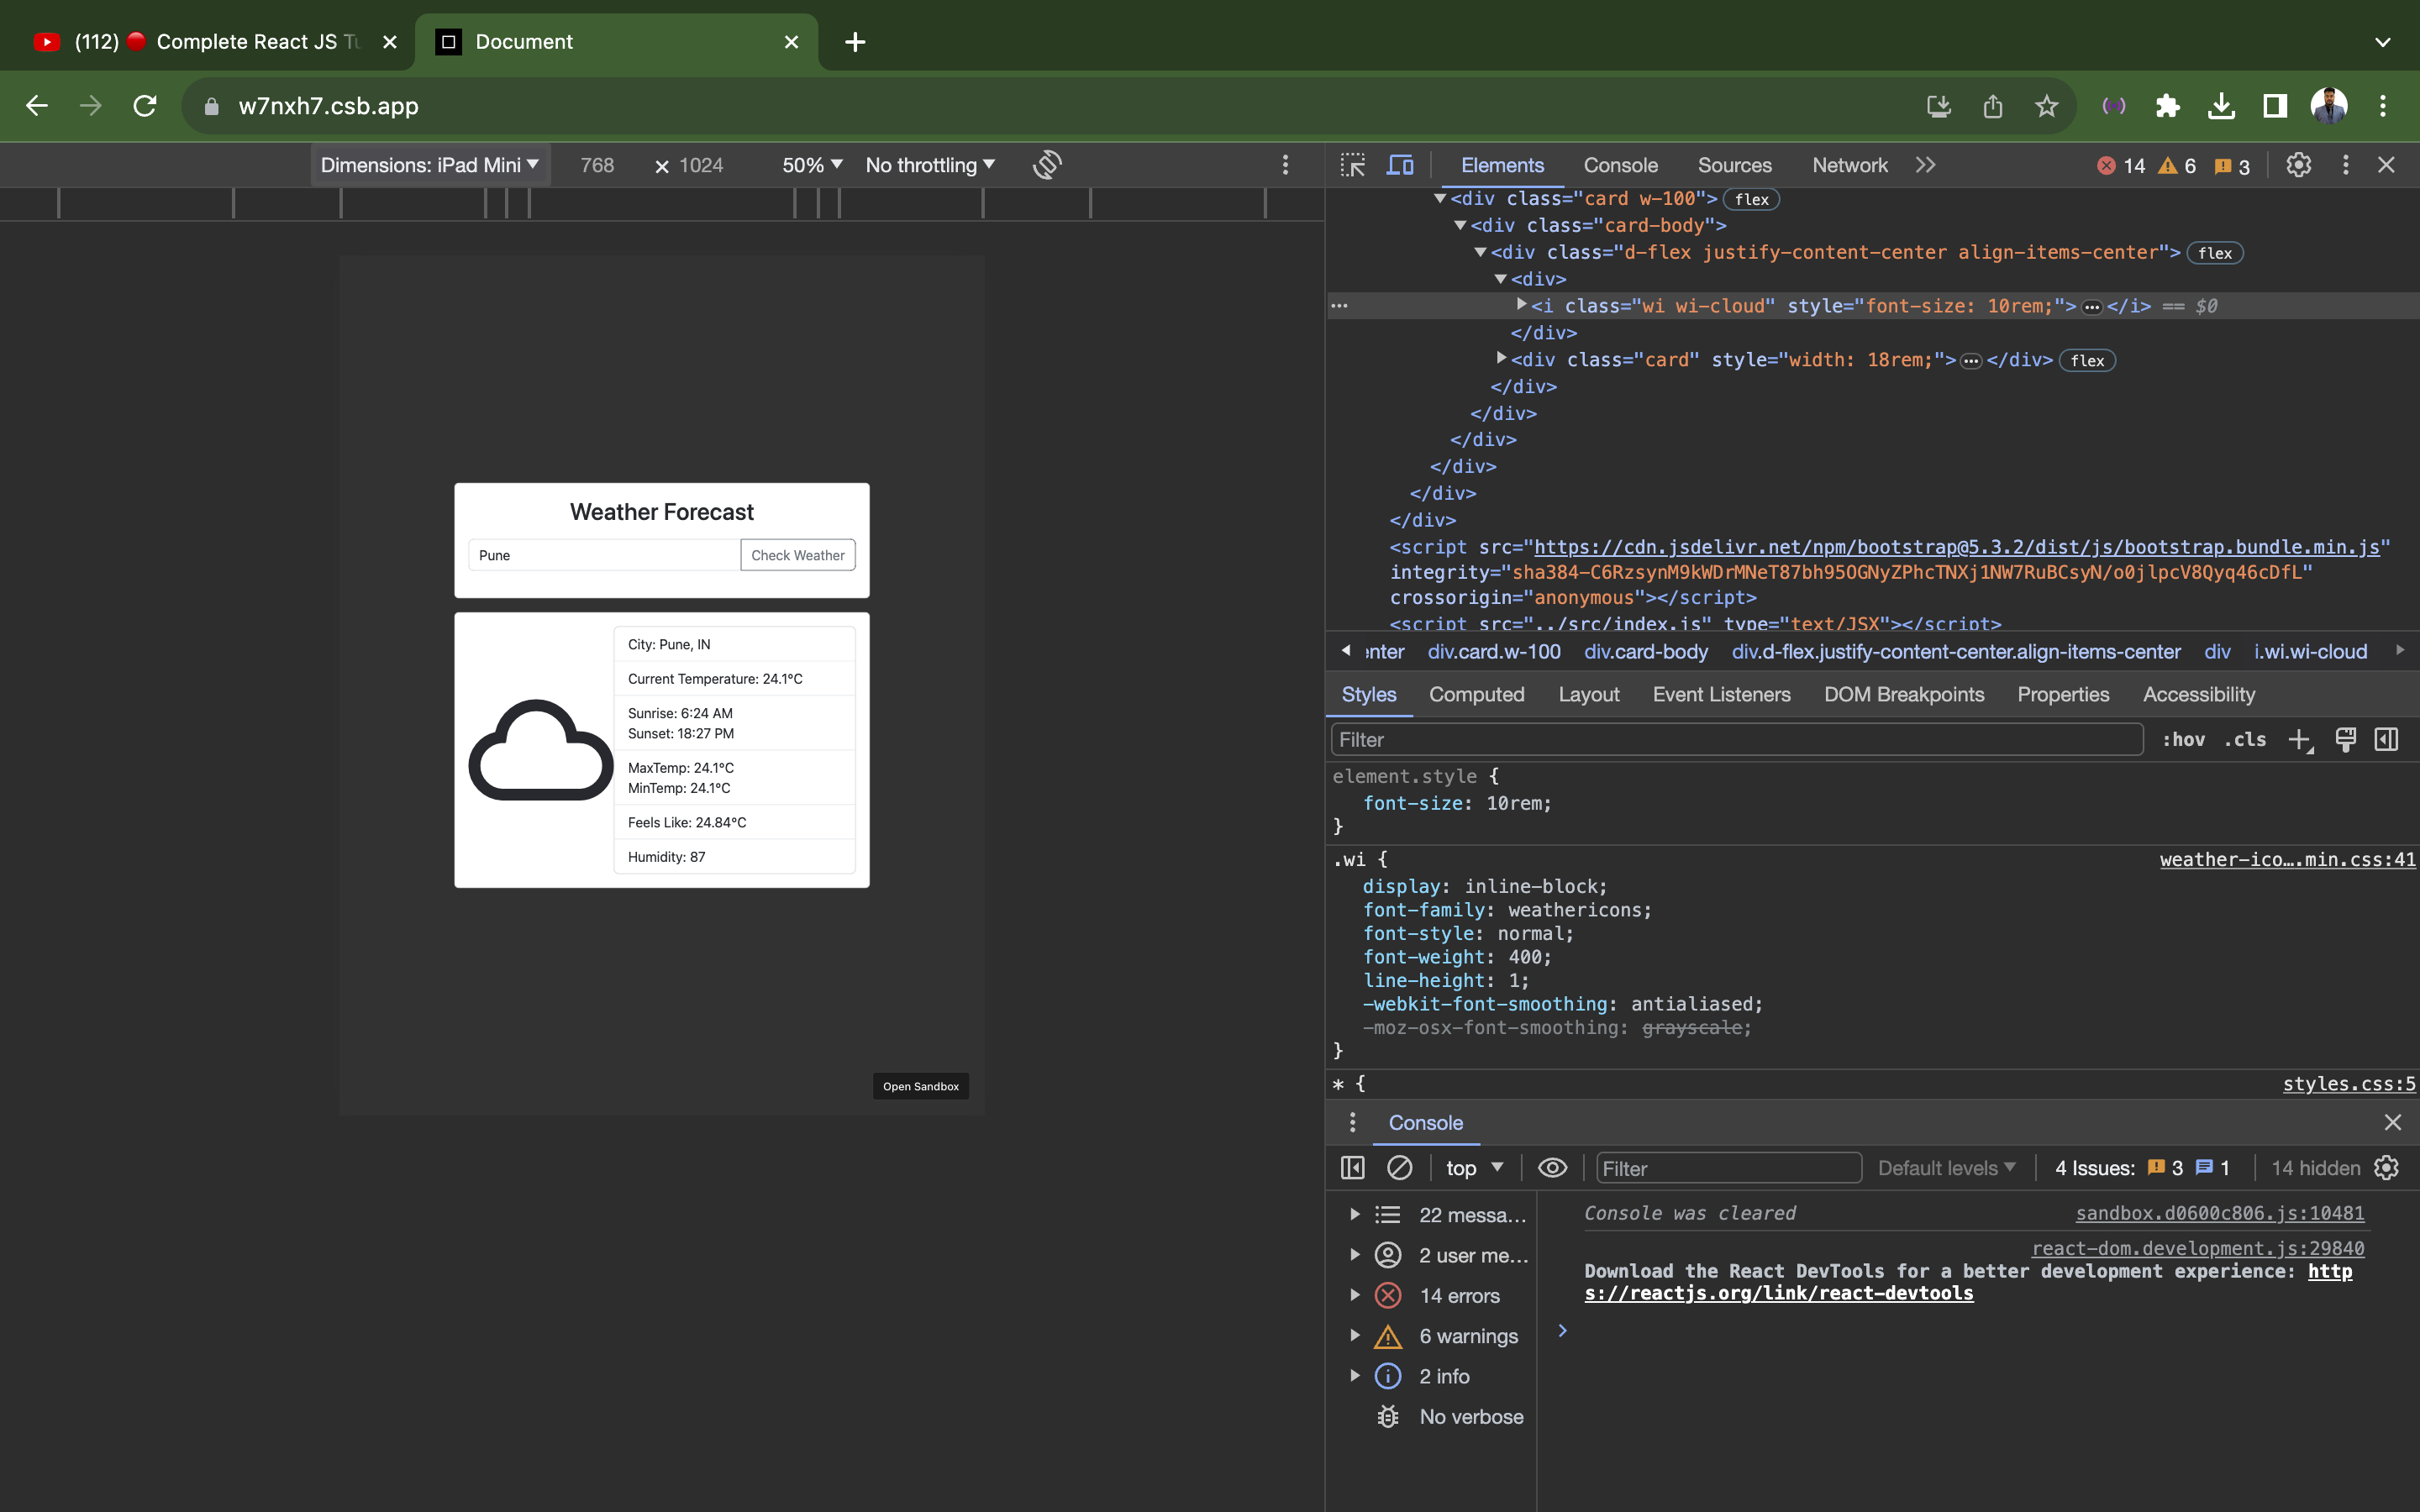 (112) 🔴 Complete React JS Tu
Document
w7nxh7.csb.app
Dimensions: iPad Mini ▼ 768 × 1024 50% ▼ No throttling ▼
Weather Forecast
Pune
Check Weather
City: Pune, IN
Current Temperature: 24.1°C
Sunrise: 6:24 AM
Sunset: 18:27 PM
MaxTemp: 24.1°C
MinTemp: 24.1°C
Feels Like: 24.84°C
Humidity: 87
Open Sandbox
Elements Console Sources Network >> 14 6 3
<div class="card w-100"> flex
<div class="card-body">
<div class="d-flex justify-content-center align-items-center"> flex
<div>
<i class="wi wi-cloud" style="font-size: 10rem;"> ••• </i> == $0
</div>
<div class="card" style="width: 18rem;"> ••• </div> flex
</div>
</div>
</div>
</div>
</div>
</div>
<script src="https://cdn.jsdelivr.net/npm/bootstrap@5.3.2/dist/js/bootstrap.bundle.min.js"
integrity="sha384-C6RzsynM9kWDrMNeT87bh95OGNyZPhcTNXj1NW7RuBCsyN/o0jlpcV8Qyq46cDfL"
crossorigin="anonymous"></script>
<script src="../src/index.js" type="text/JSX"></script>
enter div.card.w-100 div.card-body div.d-flex.justify-content-center.align-items-center div i.wi.wi-cloud
Styles Computed Layout Event Listeners DOM Breakpoints Properties Accessibility
Filter :hov .cls
element.style {
font-size: 10rem;
}
.wi { weather-ico….min.css:41
display: inline-block;
font-family: weathericons;
font-style: normal;
font-weight: 400;
line-height: 1;
-webkit-font-smoothing: antialiased;
-moz-osx-font-smoothing: grayscale;
}
* { styles.css:5
Console
top ▼ Filter Default levels ▼ 4 Issues: 3 1 14 hidden
22 messa…
2 user me…
14 errors
6 warnings
2 info
No verbose
Console was cleared sandbox.d0600c806.js:10481
react-dom.development.js:29840
Download the React DevTools for a better development experience: http
s://reactjs.org/link/react-devtools